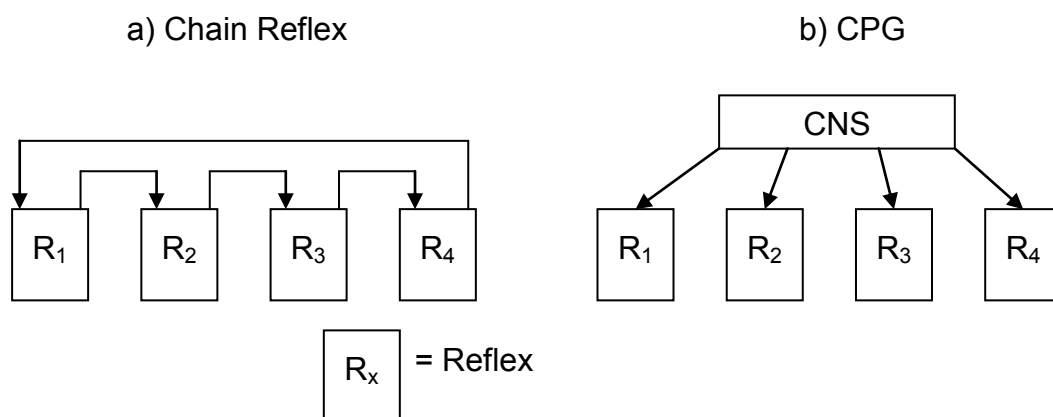 a) Chain Reflex
b) CPG
CNS
R₁ R₂ R₃ R₄
R₁ R₂ R₃ R₄
Rₓ = Reflex